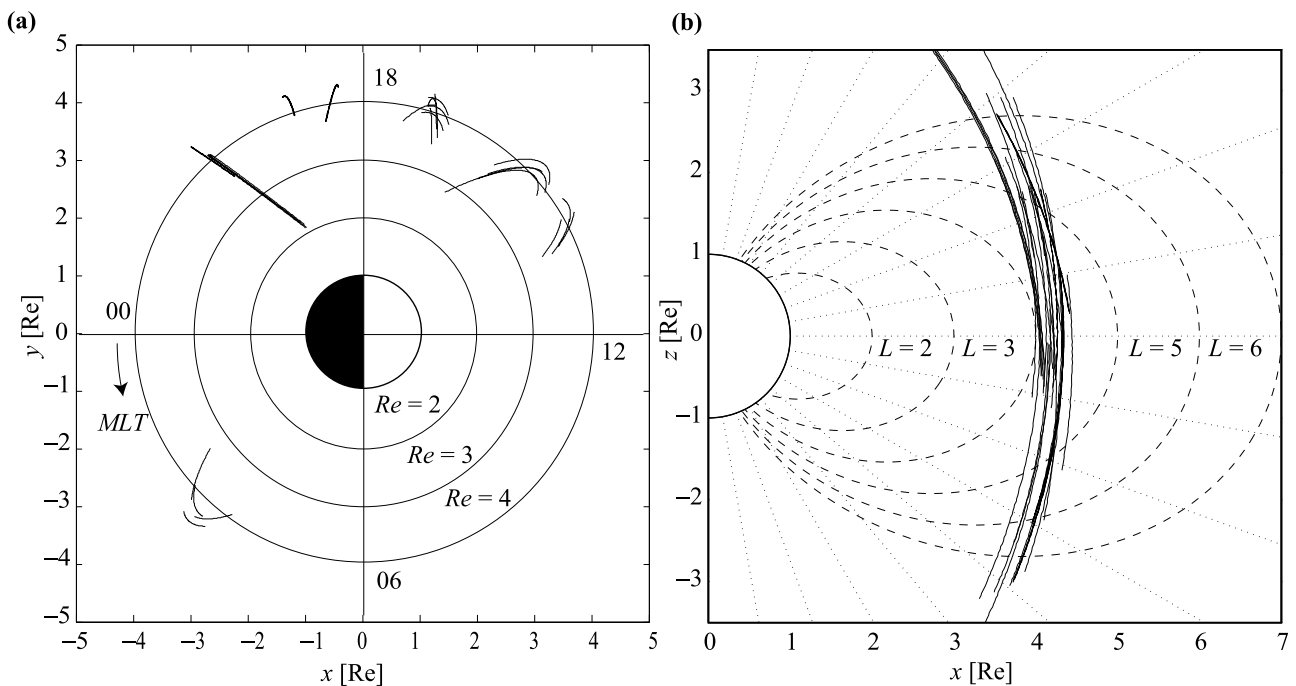 (a)
5
4
3
2
1
0
−1
−2
−3
−4
−5
y [Re]
18
00
12
06
MLT
Re = 2
Re = 3
Re = 4
−5 −4 −3 −2 −1 0 1 2 3 4 5
x [Re]
(b)
3
2
1
0
−1
−2
−3
z [Re]
L = 2 L = 3 L = 5 L = 6
0 1 2 3 4 5 6 7
x [Re]